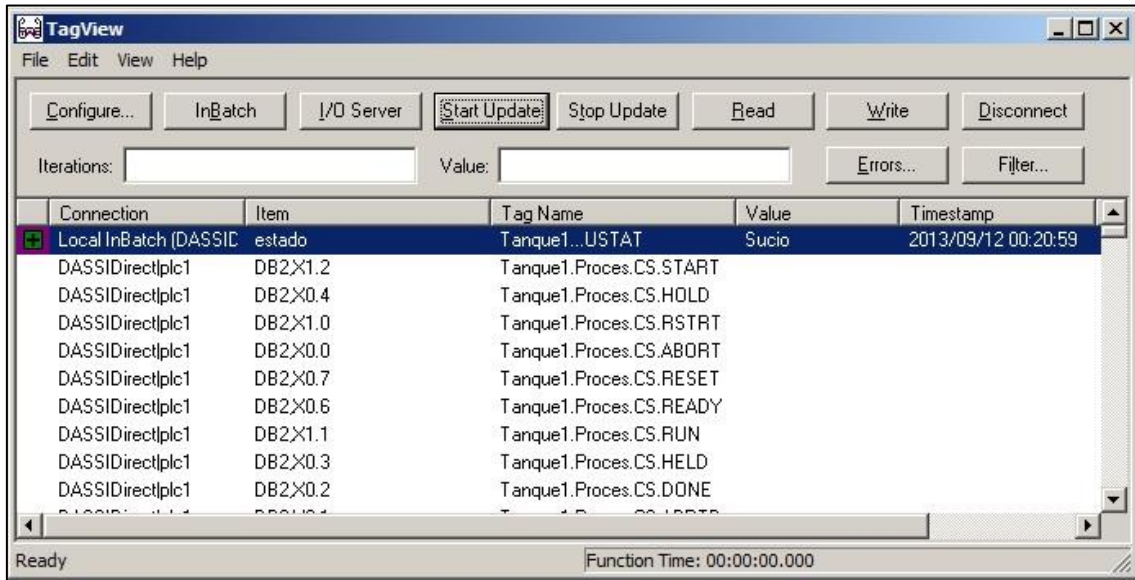 TagView
File Edit View Help
Configure... InBatch I/O Server Start Update Stop Update Read Write Disconnect
Iterations: Value: Errors... Filter...
Connection Item Tag Name Value Timestamp
Local InBatch (DASSID estado Tanque1...USTAT Sucio 2013/09/12 00:20:59
DASSIDirect|plc1 DB2,X1.2 Tanque1.Proces.CS.START
DASSIDirect|plc1 DB2,X0.4 Tanque1.Proces.CS.HOLD
DASSIDirect|plc1 DB2,X1.0 Tanque1.Proces.CS.RSTRT
DASSIDirect|plc1 DB2,X0.0 Tanque1.Proces.CS.ABORT
DASSIDirect|plc1 DB2,X0.7 Tanque1.Proces.CS.RESET
DASSIDirect|plc1 DB2,X0.6 Tanque1.Proces.CS.READY
DASSIDirect|plc1 DB2,X1.1 Tanque1.Proces.CS.RUN
DASSIDirect|plc1 DB2,X0.3 Tanque1.Proces.CS.HELD
DASSIDirect|plc1 DB2,X0.2 Tanque1.Proces.CS.DONE
Ready Function Time: 00:00:00.000